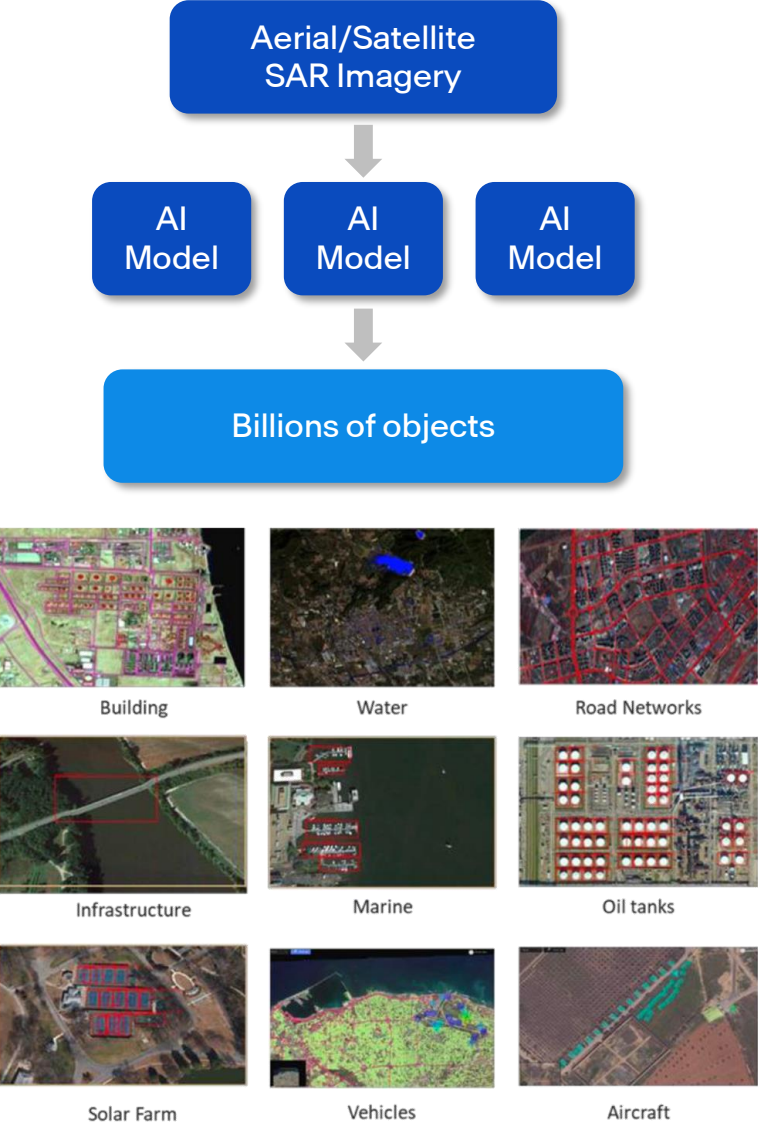 Aerial/Satellite
SAR Imagery
AI
Model
AI
Model
AI
Model
Billions of objects
Building
Water
Road Networks
Infrastructure
Marine
Oil tanks
Solar Farm
Vehicles
Aircraft